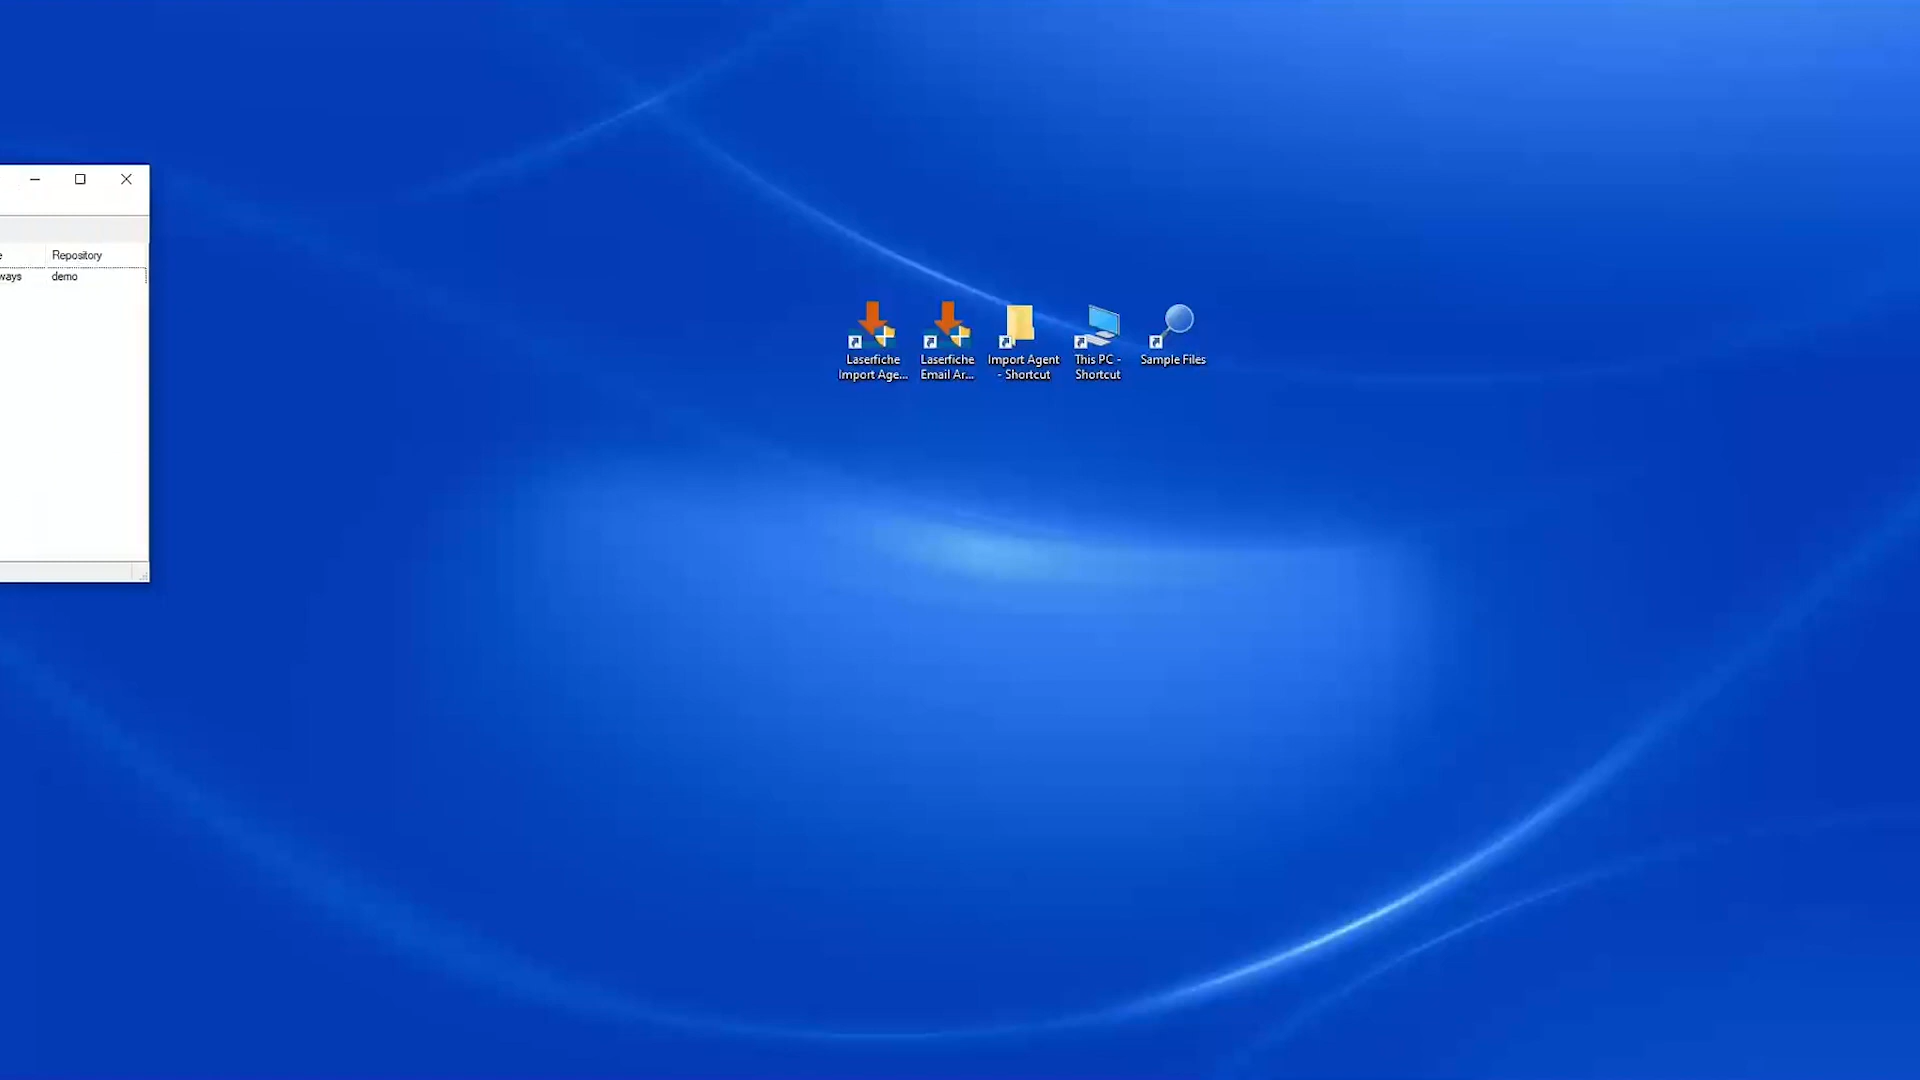 Repository
ways demo
Laserfiche
Import Age...
Laserfiche
Email Ar...
Import Agent
- Shortcut
This PC -
Shortcut
Sample Files